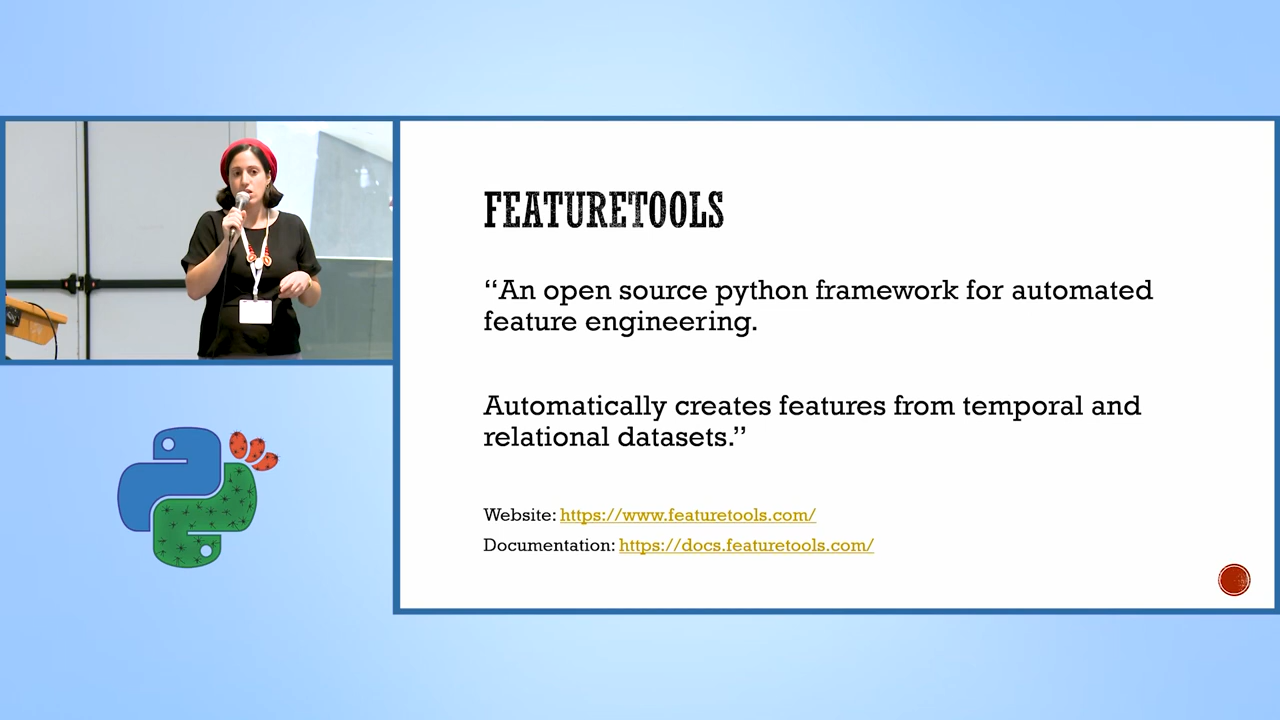 FEATURETOOLS
“An open source python framework for automated
feature engineering.
Automatically creates features from temporal and
relational datasets.”
Website: https://www.featuretools.com/
Documentation: https://docs.featuretools.com/